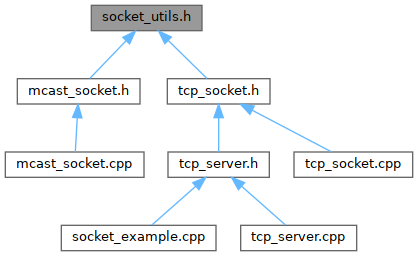 socket_utils.h
mcast_socket.h
tcp_socket.h
mcast_socket.cpp
tcp_server.h
tcp_socket.cpp
socket_example.cpp
tcp_server.cpp